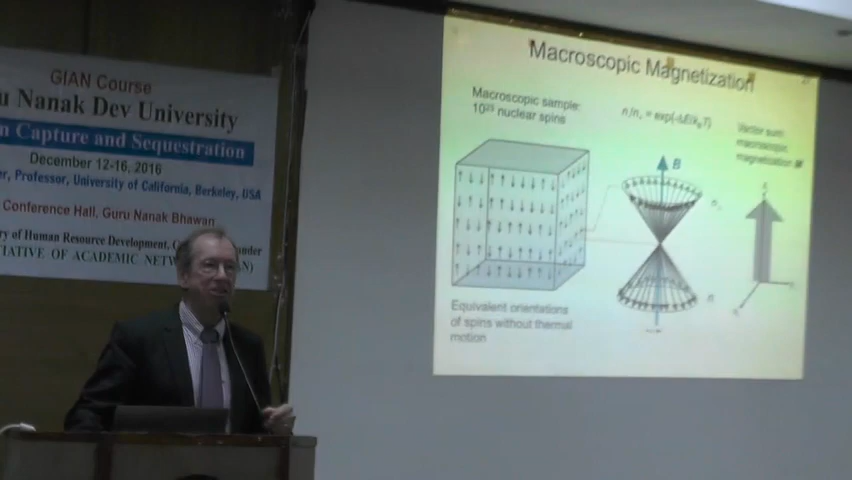 GIAN Course
u Nanak Dev University
n Capture and Sequestration
December 12-16, 2016
er, Professor, University of California, Berkeley, USA
Conference Hall, Guru Nanak Bhawan
ry of Human Resource Development, G
ITIATIVE OF ACADEMIC NETW
Macroscopic Magnetization
Macroscopic sample:
10²³ nuclear spins
Vector sum:
macroscopic
magnetization M
B
Equivalent orientations
of spins without thermal
motion